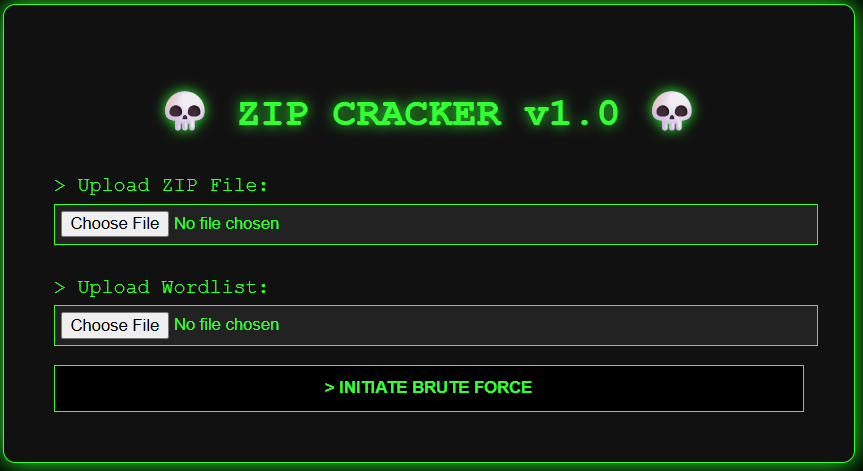 ZIP CRACKER v1.0
> Upload ZIP File:
Choose File No file chosen
> Upload Wordlist:
Choose File No file chosen
> INITIATE BRUTE FORCE